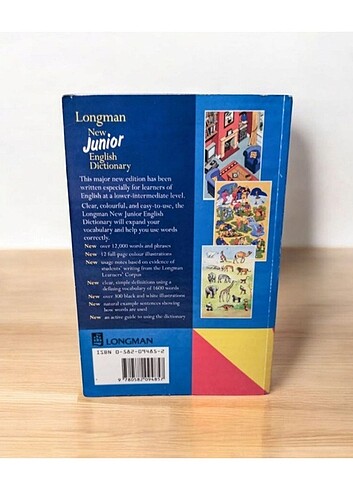 Longman
New
Junior
English
Dictionary
This major new edition has been
written especially for learners of
English at a lower-intermediate level.
Clear, colourful, and easy-to-use, the
Longman New Junior English
Dictionary will expand your
vocabulary and help you use words
correctly.
New over 12,000 words and phrases
New 12 full-page colour illustrations
New usage notes based on evidence of
students' writing from the Longman
Learners' Corpus
New clear, simple definitions using a
defining vocabulary of 1600 words
New over 300 black and white illustrations
New natural example sentences showing
how words are used
New an active guide to using the dictionary
LONGMAN
ISBN 0-582-09485-2
9 780582 094857